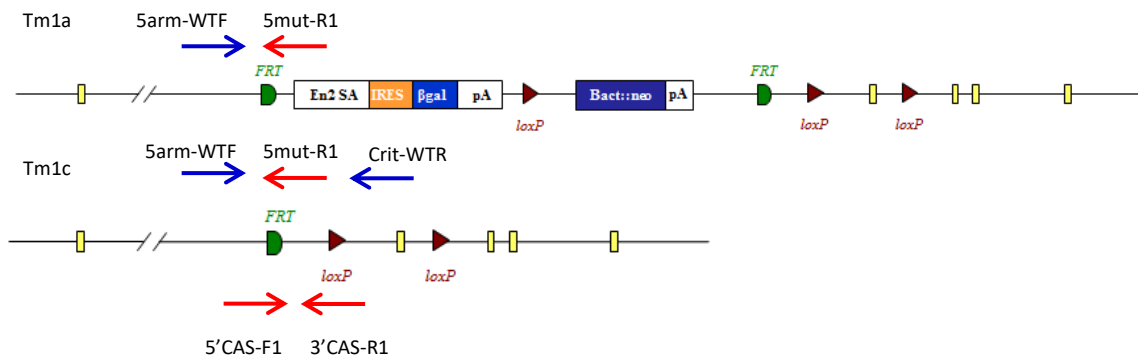 Tm1a 5arm-WTF 5mut-R1
FRT FRT
En2 SA IRES βgal pA Bact::neo pA
loxP loxP loxP
5arm-WTF 5mut-R1 Crit-WTR
Tm1c
FRT
loxP loxP
5'CAS-F1 3'CAS-R1